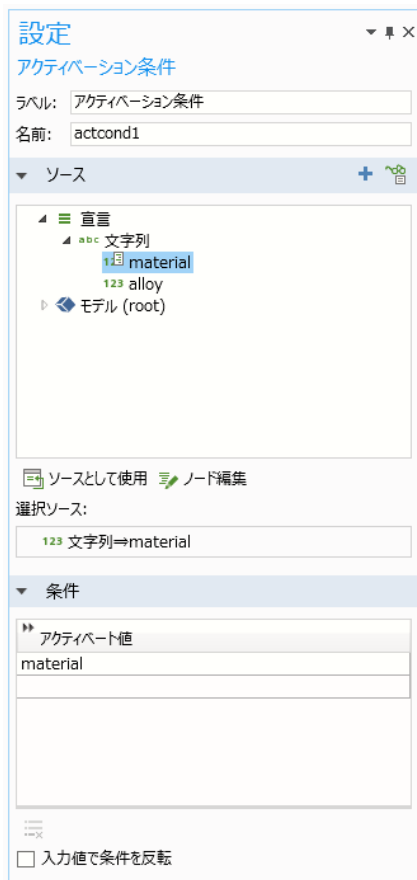 設定
アクティベーション条件
ラベル: アクティベーション条件
名前: actcond1
ソース
宣言
abc 文字列
material
123 alloy
モデル (root)
ソースとして使用 ノード編集
選択ソース:
123 文字列⇒material
条件
アクティベート値
material
入力値で条件を反転